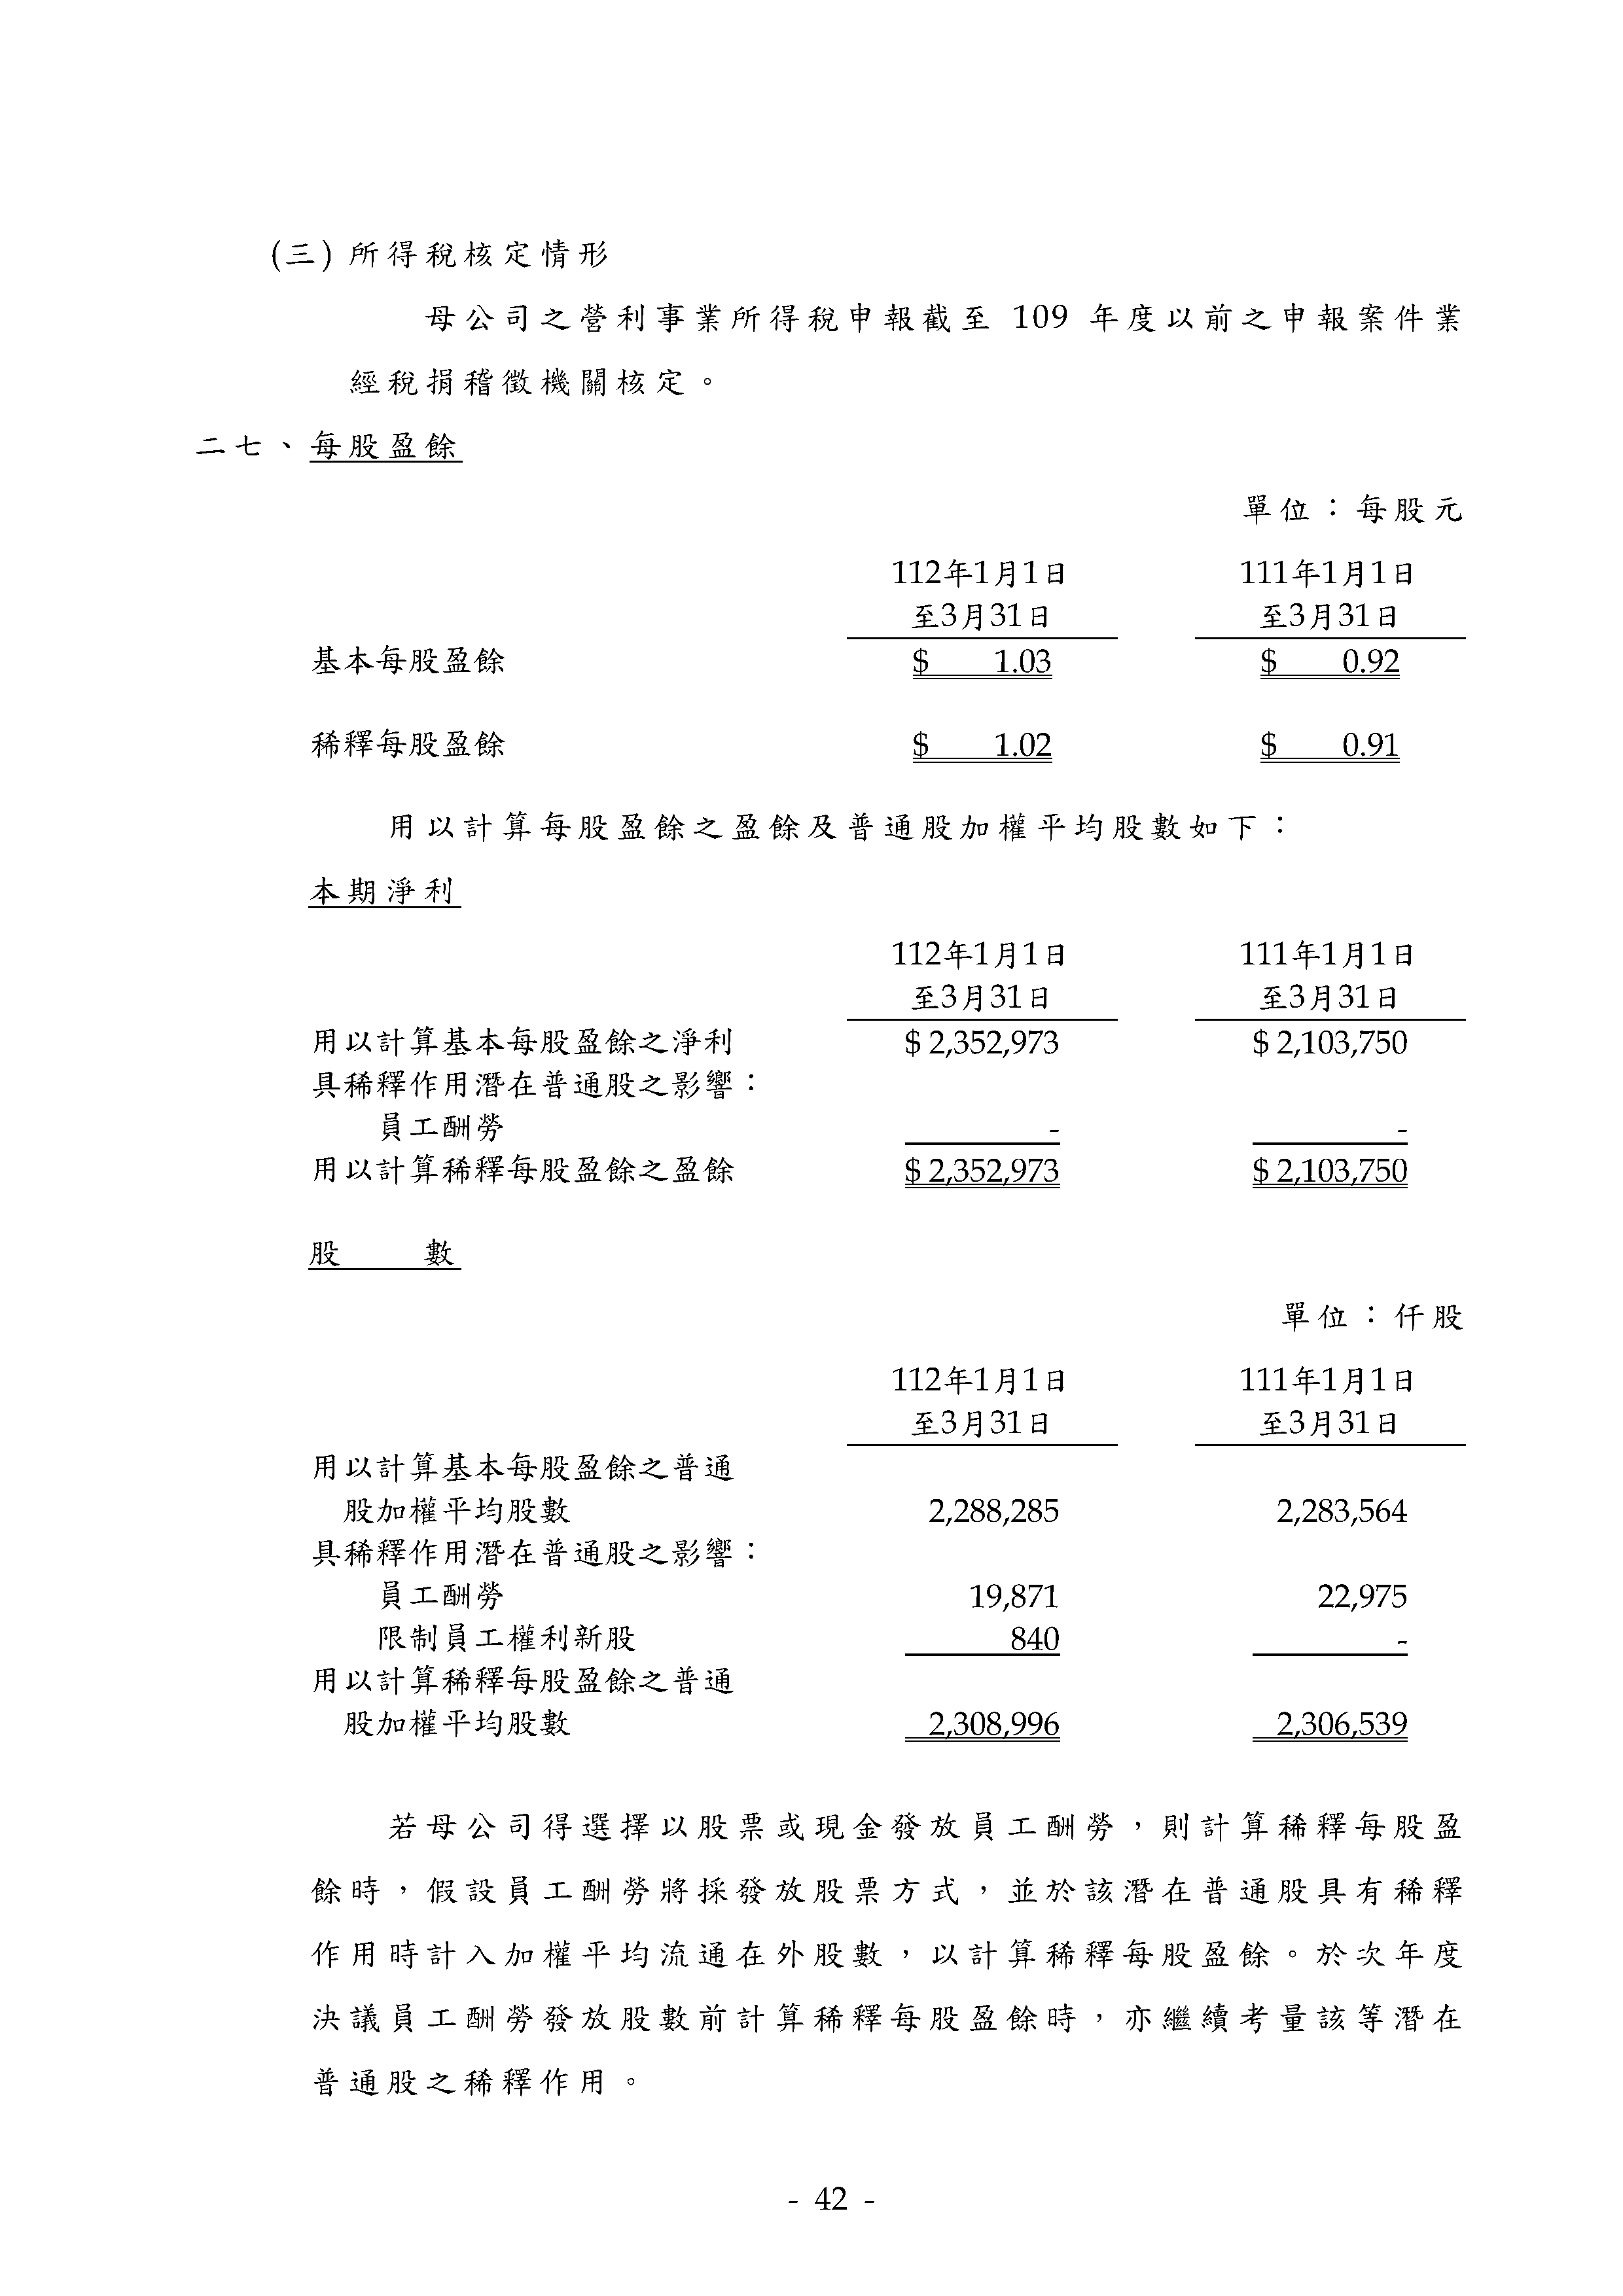 (三) 所得稅核定情形
母公司之營利事業所得稅申報截至 109 年度以前之申報案件業
經稅捐稽徵機關核定。
二七、每股盈餘
單位：每股元
112年1月1日 111年1月1日
至3月31日 至3月31日
基本每股盈餘 $ 1.03 $ 0.92
稀釋每股盈餘 $ 1.02 $ 0.91
用以計算每股盈餘之盈餘及普通股加權平均股數如下：
本期淨利
112年1月1日 111年1月1日
至3月31日 至3月31日
用以計算基本每股盈餘之淨利 $ 2,352,973 $ 2,103,750
具稀釋作用潛在普通股之影響：
員工酬勞 - -
用以計算稀釋每股盈餘之盈餘 $ 2,352,973 $ 2,103,750
股 數
單位：仟股
112年1月1日 111年1月1日
至3月31日 至3月31日
用以計算基本每股盈餘之普通
股加權平均股數 2,288,285 2,283,564
具稀釋作用潛在普通股之影響：
員工酬勞 19,871 22,975
限制員工權利新股 840 -
用以計算稀釋每股盈餘之普通
股加權平均股數 2,308,996 2,306,539
若母公司得選擇以股票或現金發放員工酬勞，則計算稀釋每股盈
餘時，假設員工酬勞將採發放股票方式，並於該潛在普通股具有稀釋
作用時計入加權平均流通在外股數，以計算稀釋每股盈餘。於次年度
決議員工酬勞發放股數前計算稀釋每股盈餘時，亦繼續考量該等潛在
普通股之稀釋作用。
- 42 -